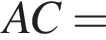 AC =